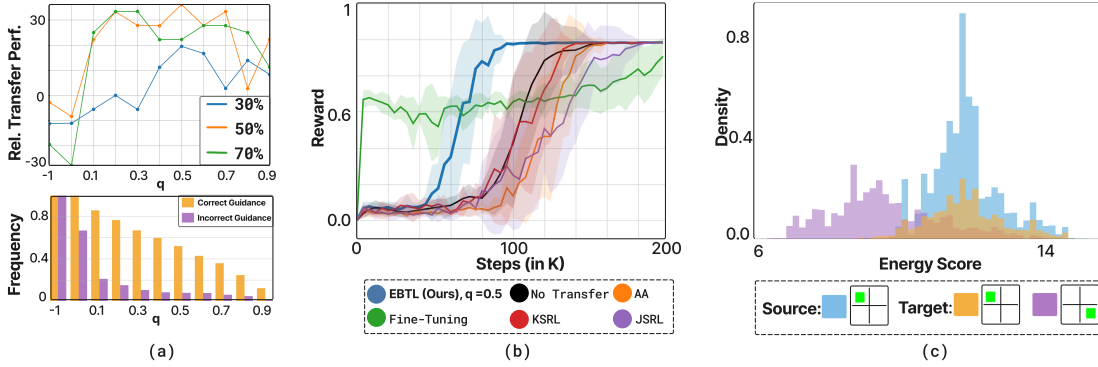 Rel. Transfer Perf.
30
0
-30
30%
50%
70%
-1
0.1
0.3
0.5
0.7
0.9
q
Frequency
0.8
0.4
0
Correct Guidance
Incorrect Guidance
-1
0.1
0.3
0.5
0.7
0.9
q
(a)
Reward
1
0.6
0.0
0
100
200
Steps (in K)
EBTL (Ours), q =0.5
No Transfer
AA
Fine-Tuning
KSRL
JSRL
(b)
Density
0.8
0.4
0.0
6
14
Energy Score
Source:
Target:
(c)